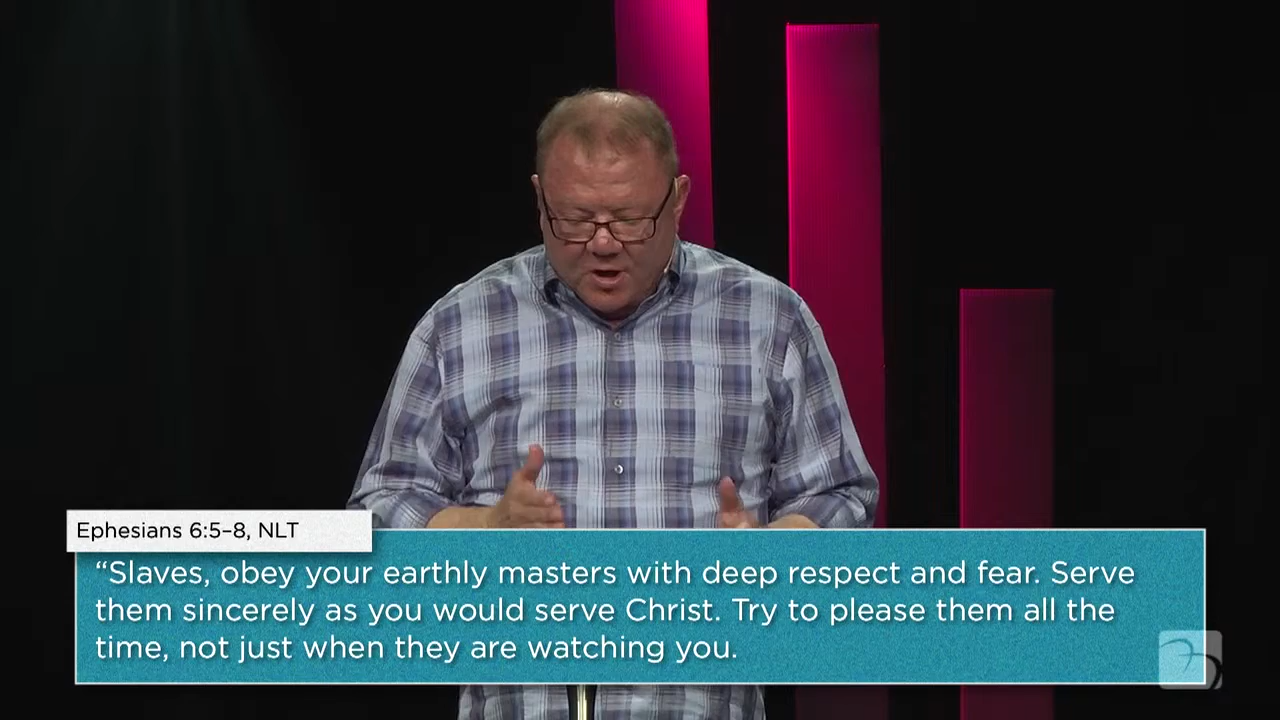 Ephesians 6:5–8, NLT
“Slaves, obey your earthly masters with deep respect and fear. Serve
them sincerely as you would serve Christ. Try to please them all the
time, not just when they are watching you.